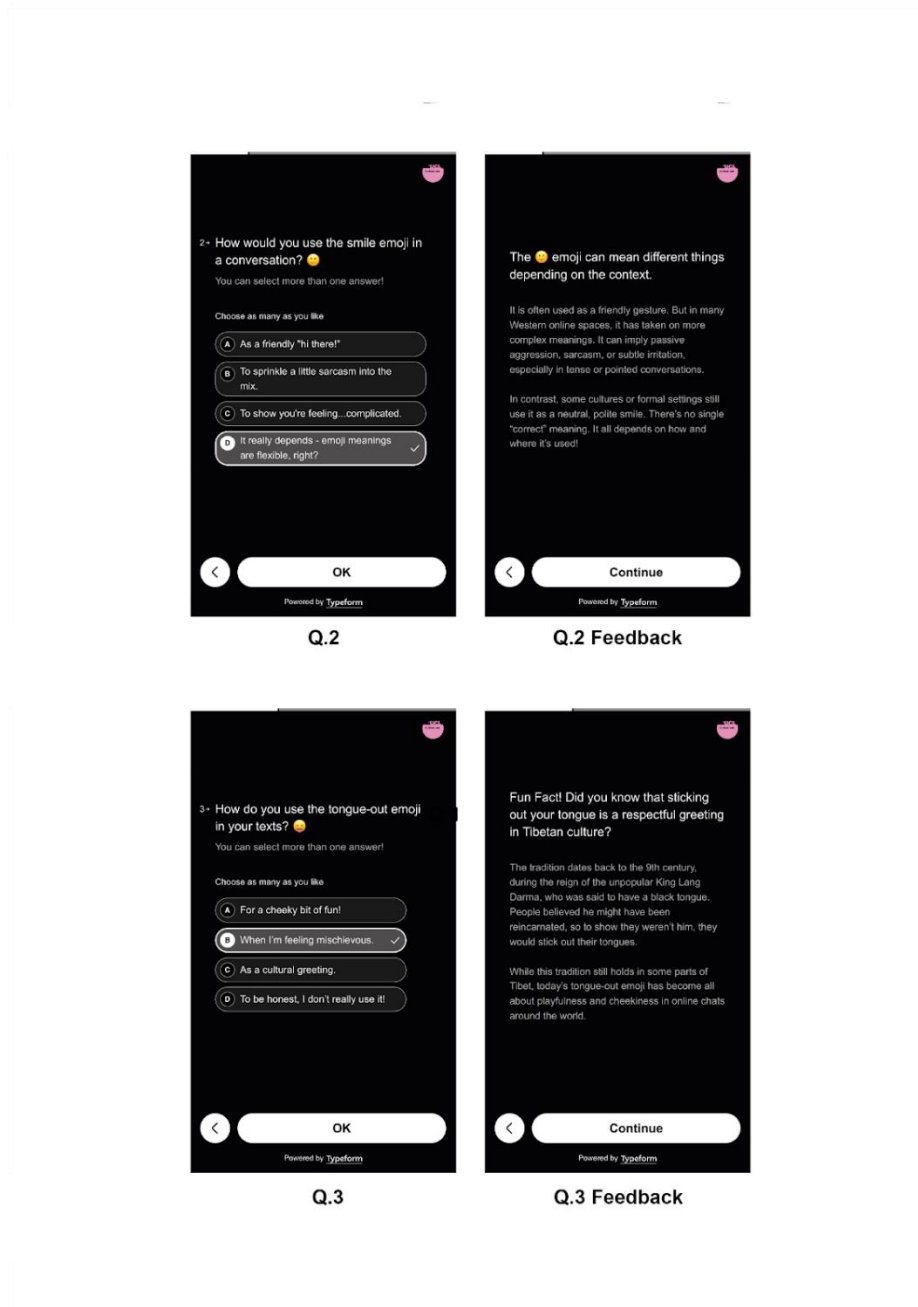 2→ How would you use the smile emoji in
a conversation? 🙂
You can select more than one answer!
Choose as many as you like
A As a friendly "hi there!"
B To sprinkle a little sarcasm into the
mix.
C To show you're feeling...complicated.
D It really depends - emoji meanings
are flexible, right?
OK
Powered by Typeform
Q.2
The 🙂 emoji can mean different things
depending on the context.
It is often used as a friendly gesture. But in many
Western online spaces, it has taken on more
complex meanings. It can imply passive
aggression, sarcasm, or subtle irritation,
especially in tense or pointed conversations.
In contrast, some cultures or formal settings still
use it as a neutral, polite smile. There's no single
“correct” meaning. It all depends on how and
where it's used!
Continue
Powered by Typeform
Q.2 Feedback
3→ How do you use the tongue-out emoji
in your texts? 😛
You can select more than one answer!
Choose as many as you like
A For a cheeky bit of fun!
B When I'm feeling mischievous.
C As a cultural greeting.
D To be honest, I don't really use it!
OK
Powered by Typeform
Q.3
Fun Fact! Did you know that sticking
out your tongue is a respectful greeting
in Tibetan culture?
The tradition dates back to the 9th century,
during the reign of the unpopular King Lang
Darma, who was said to have a black tongue.
People believed he might have been
reincarnated, so to show they weren't him, they
would stick out their tongues.
While this tradition still holds in some parts of
Tibet, today's tongue-out emoji has become all
about playfulness and cheekiness in online chats
around the world.
Continue
Powered by Typeform
Q.3 Feedback